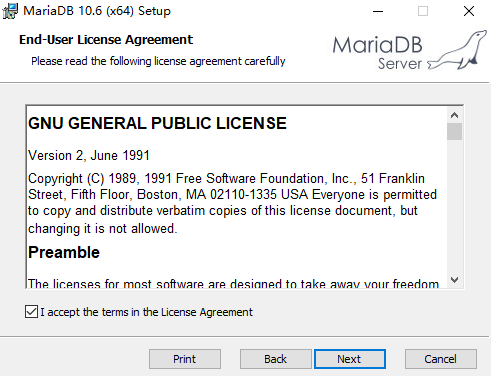 MariaDB 10.6 (x64) Setup
End-User License Agreement
Please read the following license agreement carefully
MariaDB
Server
GNU GENERAL PUBLIC LICENSE
Version 2, June 1991
Copyright (C) 1989, 1991 Free Software Foundation, Inc., 51 Franklin
Street, Fifth Floor, Boston, MA 02110-1335 USA Everyone is permitted
to copy and distribute verbatim copies of this license document, but
changing it is not allowed.
Preamble
The licenses for most software are designed to take away your freedom
I accept the terms in the License Agreement
Print
Back
Next
Cancel